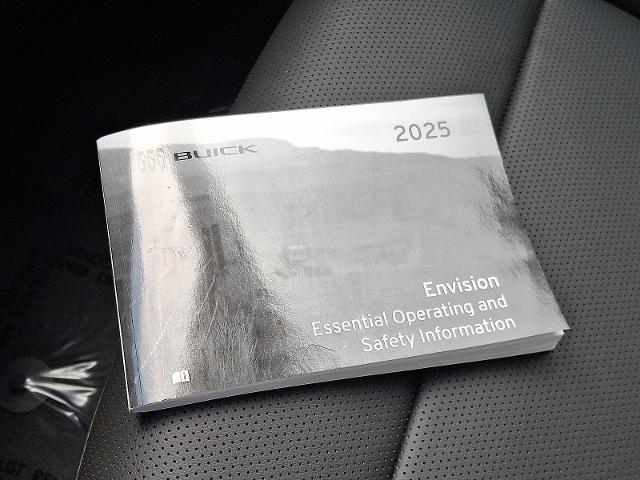 BUICK
2025
Envision
Essential Operating and
Safety Information